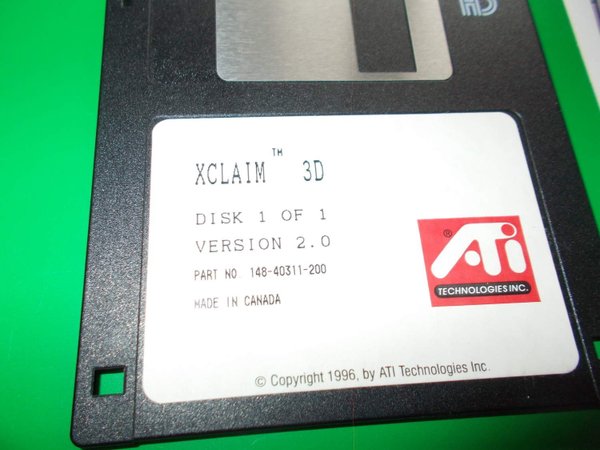 HD
XCLAIM™ 3D
DISK 1 OF 1
VERSION 2.0
PART NO. 148-40311-200
MADE IN CANADA
® ATi
TECHNOLOGIES INC.
© Copyright 1996, by ATI Technologies Inc.